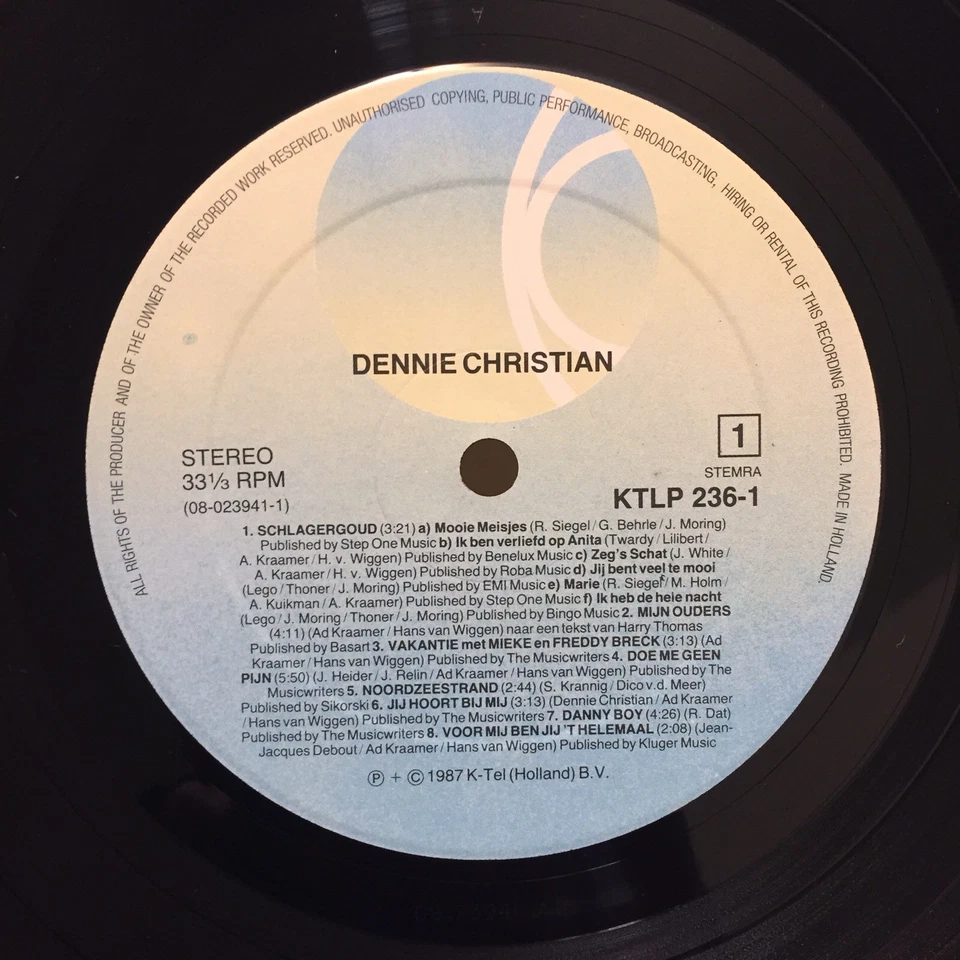 ALL RIGHTS OF THE PRODUCER AND OF THE OWNER OF THE RECORDED WORK RESERVED. UNAUTHORISED COPYING, PUBLIC PERFORMANCE, BROADCASTING, HIRING OR RENTAL OF THIS RECORDING PROHIBITED. MADE IN HOLLAND.
DENNIE CHRISTIAN
STEREO
33⅓ RPM
(08-023941-1)
1
STEMRA
KTLP 236-1
1. SCHLAGERGOUD (3:21) a) Mooie Meisjes (R. Siegel/G. Behrle/J. Moring)
Published by Step One Music b) Ik ben verliefd op Anita (Twardy/Lilibert/
A. Kraamer/H. v. Wiggen) Published by Benelux Music c) Zeg's Schat (J. White/
A. Kraamer/H. v. Wiggen) Published by Roba Music d) Jij bent veel te mooi
(Lego/Thoner/J. Moring) Published by EMI Music e) Marie (R. Siegel/M. Holm/
A. Kuikman/A. Kraamer) Published by Step One Music f) Ik heb de heie nacht
(Lego/J. Moring/Thoner/J. Moring) Published by Bingo Music 2. MIJN OUDERS
(4:11) (Ad Kraamer/Hans van Wiggen) naar een tekst van Harry Thomas
Published by Basart 3. VAKANTIE met MIEKE en FREDDY BRECK (3:13) (Ad
Kraamer/Hans van Wiggen) Published by The Musicwriters 4. DOE ME GEEN
PIJN (5:50) (J. Heider/J. Relin/Ad Kraamer/Hans van Wiggen) Published by The
Musicwriters 5. NOORDZEESTRAND (2:44) (S. Krannig/Dico v.d. Meer)
Published by Sikorski 6. JIJ HOORT BIJ MIJ (3:13) (Dennie Christian/Ad Kraamer
/Hans van Wiggen) Published by The Musicwriters 7. DANNY BOY (4:26) (R. Dat)
Published by The Musicwriters 8. VOOR MIJ BEN JIJ 'T HELEMAAL (2:08) (Jean-
Jacques Debout/Ad Kraamer/Hans van Wiggen) Published by Kluger Music
℗ + © 1987 K-Tel (Holland) B.V.